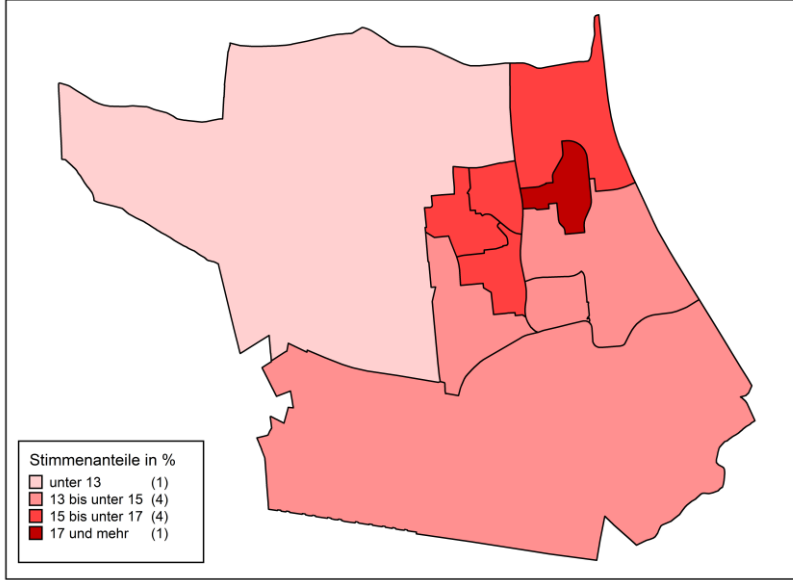 Stimmenanteile in %
unter 13 (1)
13 bis unter 15 (4)
15 bis unter 17 (4)
17 und mehr (1)